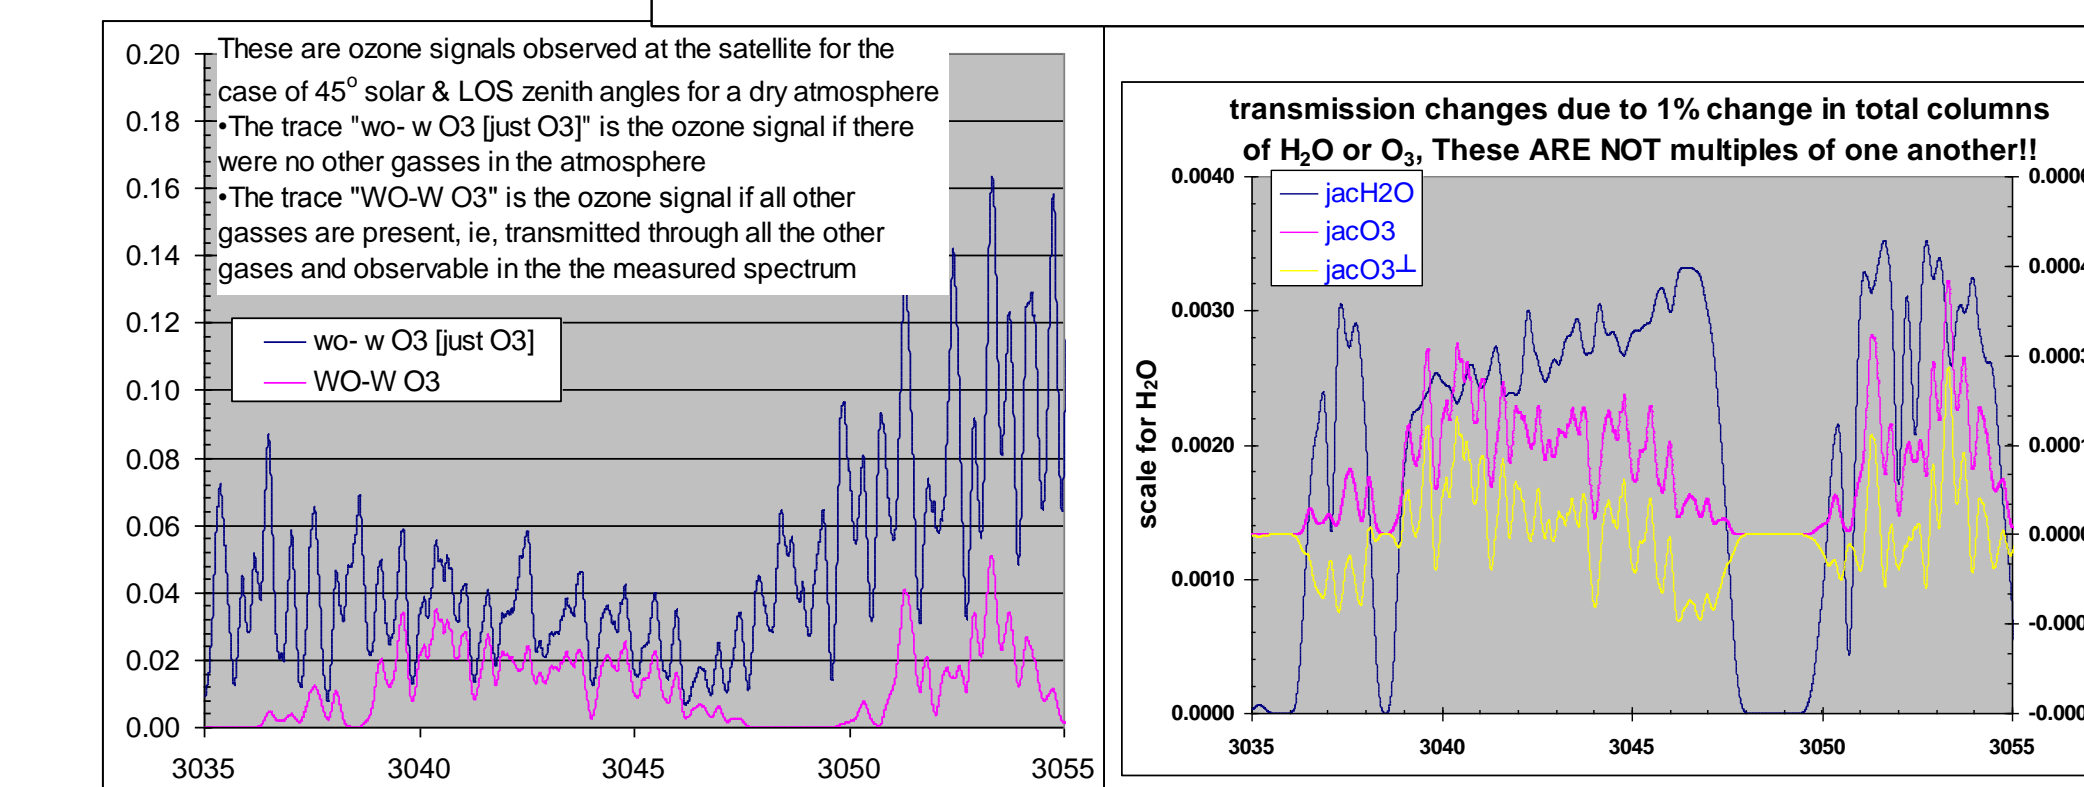 These are ozone signals observed at the satellite for the
case of 45o solar & LOS zenith angles for a dry atmosphere
•The trace "wo- w O3 [just O3]" is the ozone signal if there
were no other gasses in the atmosphere
•The trace "WO-W O3" is the ozone signal if all other
gasses are present, ie, transmitted through all the other
gases and observable in the the measured spectrum
0.20
0.18
0.16
0.14
0.12
0.10
0.08
0.06
0.04
0.02
0.00
wo- w O3 [just O3]
WO-W O3
3035 3040 3045 3050 3055
transmission changes due to 1% change in total columns
of H2O or O3, These ARE NOT multiples of one another!!
scale for H2O
0.0040
0.0030
0.0020
0.0010
0.0000
jacH2O
jacO3
jacO3⊥
3035 3040 3045 3050 3055